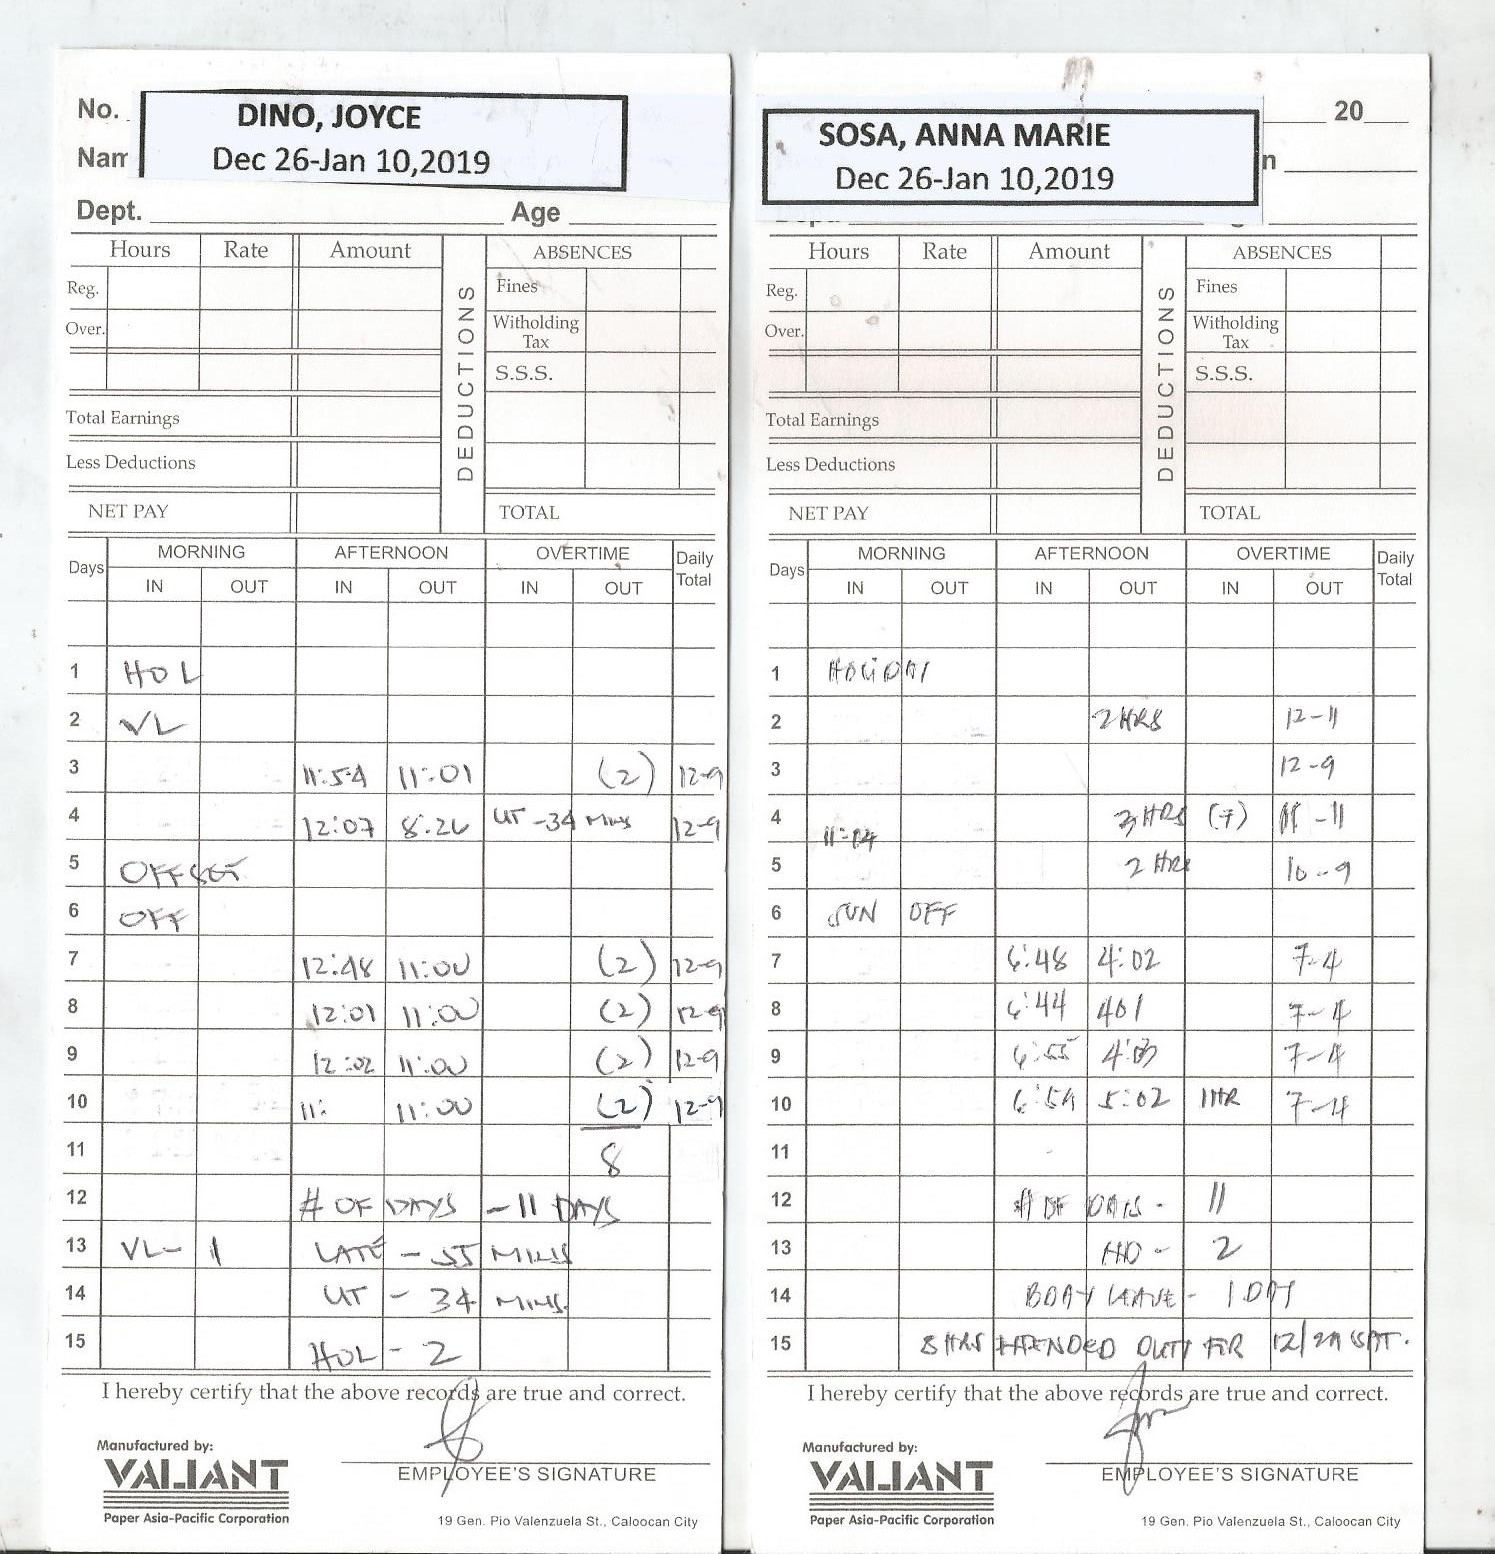 No.
DINO, JOYCE
Nam
Dec 26-Jan 10,2019
Dept. Age
Hours Rate Amount ABSENCES
Reg. Fines
Over. Witholding Tax
S.S.S.
DEDUCTIONS
Total Earnings
Less Deductions
NET PAY TOTAL
Days MORNING AFTERNOON OVERTIME Daily Total
IN OUT IN OUT IN OUT
1 HOL
2 VL
3 11:54 11:01 (2) 12-9
4 12:07 8:26 UT -34 MINS 12-9
5 OFFSET
6 OFF
7 12:48 11:00 (2) 12-9
8 12:01 11:00 (2) 12-9
9 12:02 11:00 (2) 12-9
10 11: 11:00 (2) 12-9
11 8
12 # OF DAYS - 11 DAYS
13 VL- 1 LATE - 55 MINS
14 UT - 34 MINS.
15 HOL - 2
I hereby certify that the above records are true and correct.
EMPLOYEE'S SIGNATURE
Manufactured by:
VALIANT
Paper Asia-Pacific Corporation
19 Gen. Pio Valenzuela St., Caloocan City
20
SOSA, ANNA MARIE
n
Dec 26-Jan 10,2019
Hours Rate Amount ABSENCES
Reg. Fines
Over. Witholding Tax
S.S.S.
DEDUCTIONS
Total Earnings
Less Deductions
NET PAY TOTAL
Days MORNING AFTERNOON OVERTIME Daily Total
IN OUT IN OUT IN OUT
1 HOLIDAY
2 2 HRS 12-11
3 12-9
4 3 HRS (7) 11-11
5 2 HRS 10-9
6 SUN OFF
7 6:48 4:02 7-4
8 6:44 401 7-4
9 6:55 4:03 7-4
10 6:54 5:02 1HR 7-4
11
12 # OF DAYS - 11
13 HO - 2
14 BDAY LEAVE - 1 DAY
15 8 HRS EXTENDED DUTY FOR 12/29 SAT.
I hereby certify that the above records are true and correct.
EMPLOYEE'S SIGNATURE
Manufactured by:
VALIANT
Paper Asia-Pacific Corporation
19 Gen. Pio Valenzuela St., Caloocan City